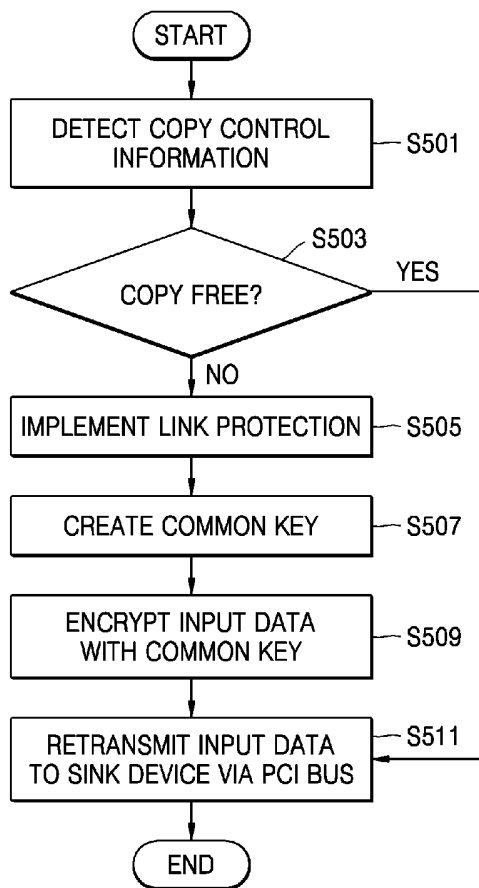 START
DETECT COPY CONTROL
INFORMATION
S501
S503
COPY FREE?
YES
NO
IMPLEMENT LINK PROTECTION
S505
CREATE COMMON KEY
S507
ENCRYPT INPUT DATA
WITH COMMON KEY
S509
RETRANSMIT INPUT DATA
TO SINK DEVICE VIA PCI BUS
S511
END